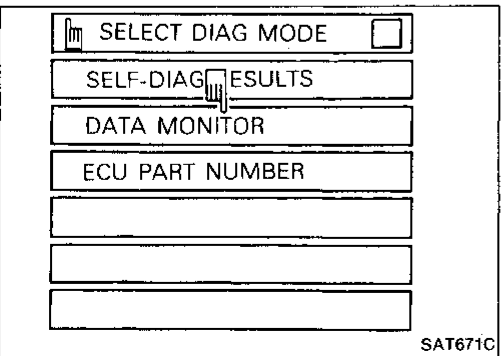 SELECT DIAG MODE
SELF-DIAG ESULTS
DATA MONITOR
ECU PART NUMBER
SAT671C